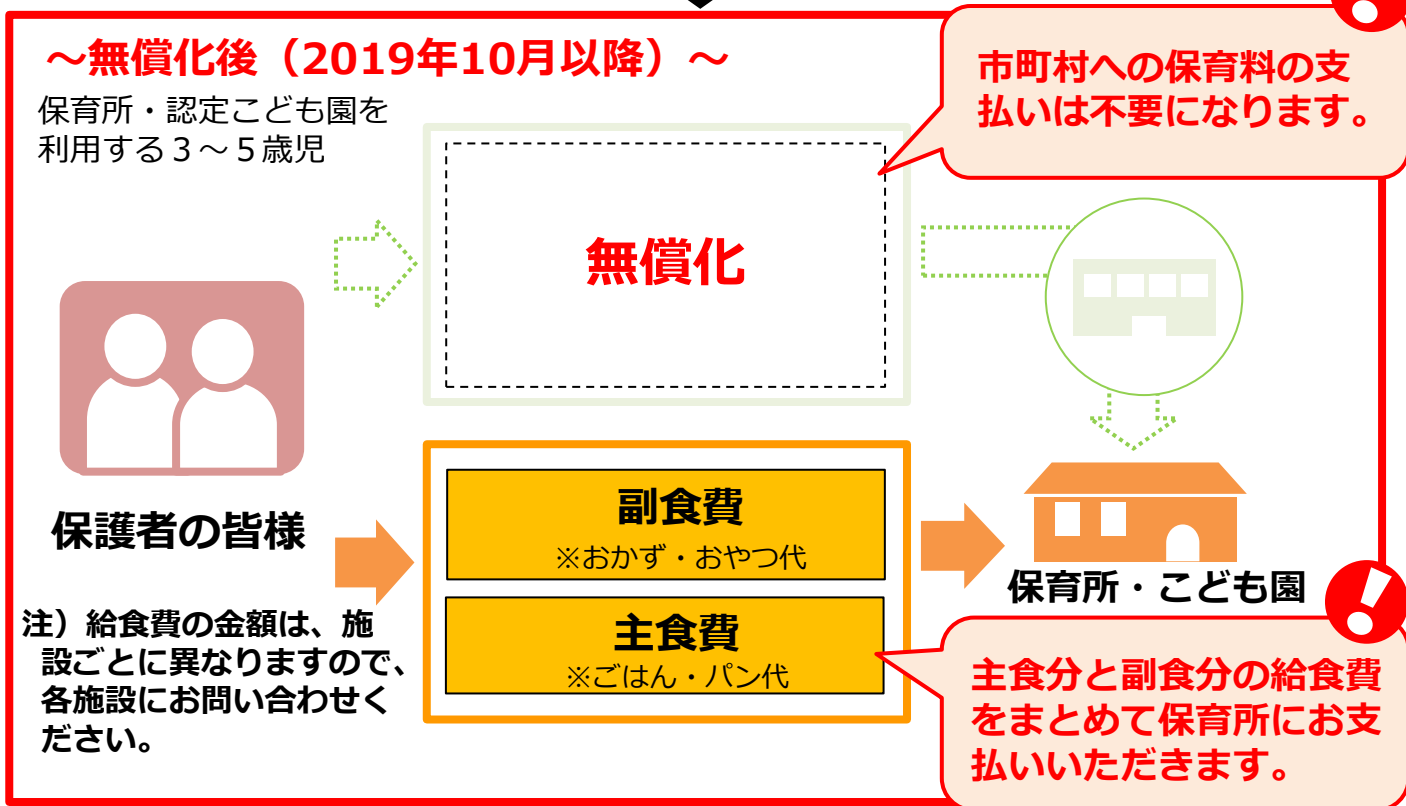 ～無償化後（2019年10月以降）～
保育所・認定こども園を
利用する３～５歳児
市町村への保育料の支
払いは不要になります。
無償化
保護者の皆様
副食費
※おかず・おやつ代
主食費
※ごはん・パン代
保育所・こども園
注）給食費の金額は、施
設ごとに異なりますので、
各施設にお問い合わせく
ださい。
主食分と副食分の給食費
をまとめて保育所にお支
払いいただきます。